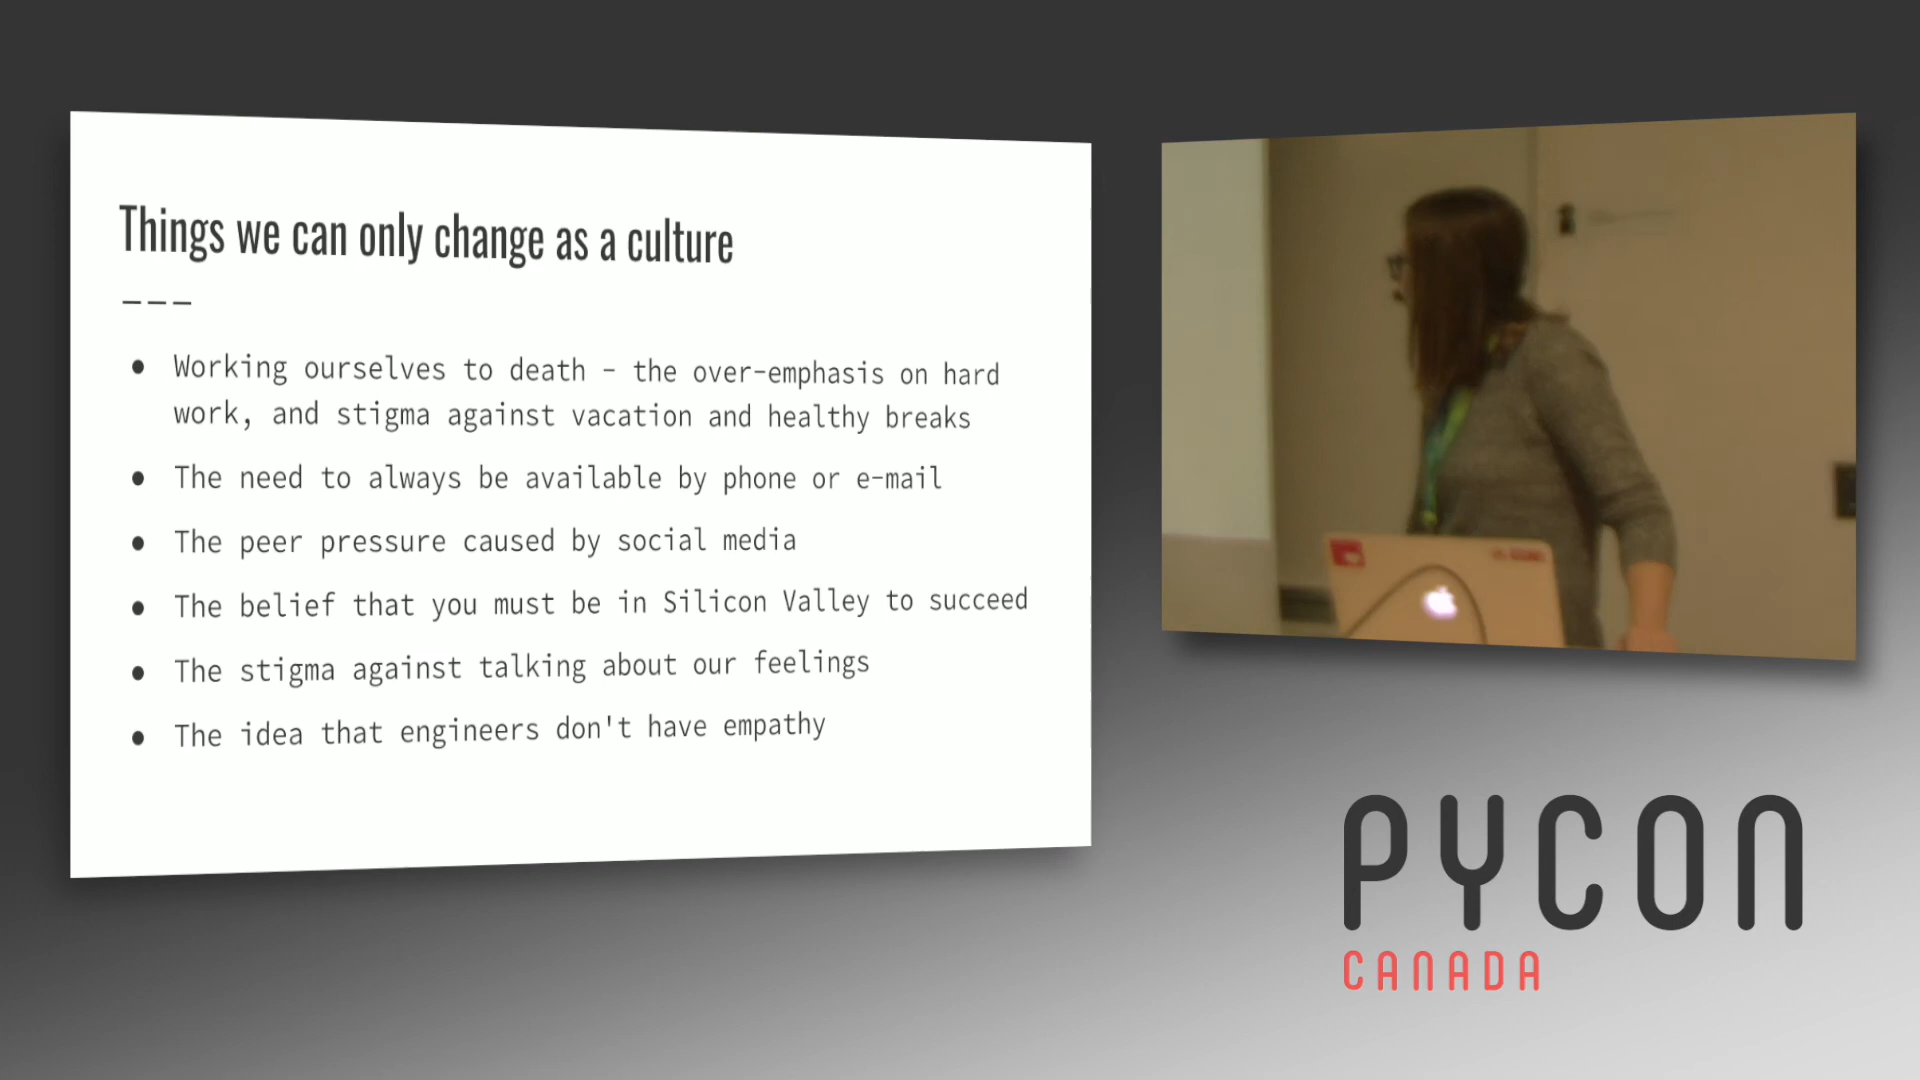 Things we can only change as a culture
● Working ourselves to death - the over-emphasis on hard
work, and stigma against vacation and healthy breaks
● The need to always be available by phone or e-mail
● The peer pressure caused by social media
● The belief that you must be in Silicon Valley to succeed
● The stigma against talking about our feelings
● The idea that engineers don't have empathy
PYCON
CANADA